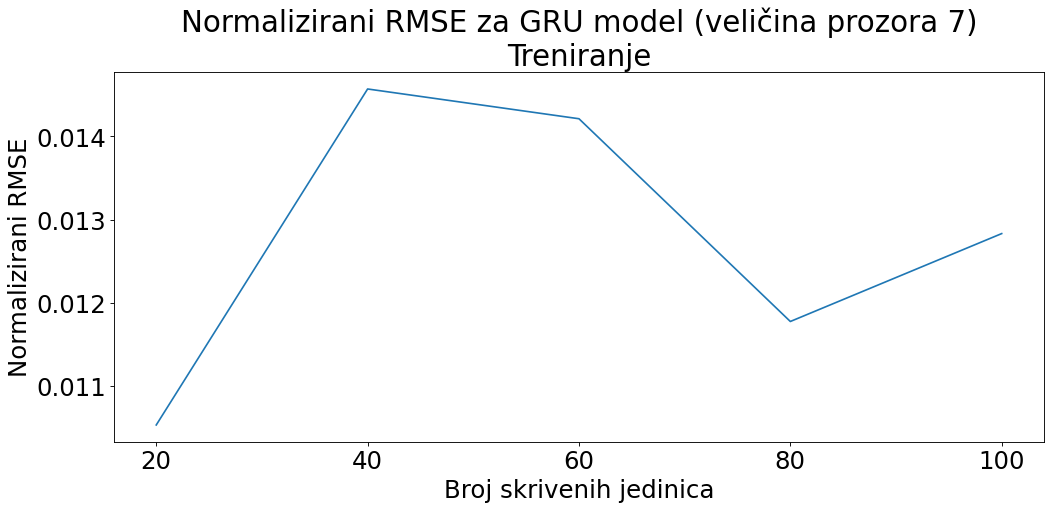 Normalizirani RMSE za GRU model (veličina prozora 7)
Treniranje
Normalizirani RMSE
0.014
0.013
0.012
0.011
20 40 60 80 100
Broj skrivenih jedinica